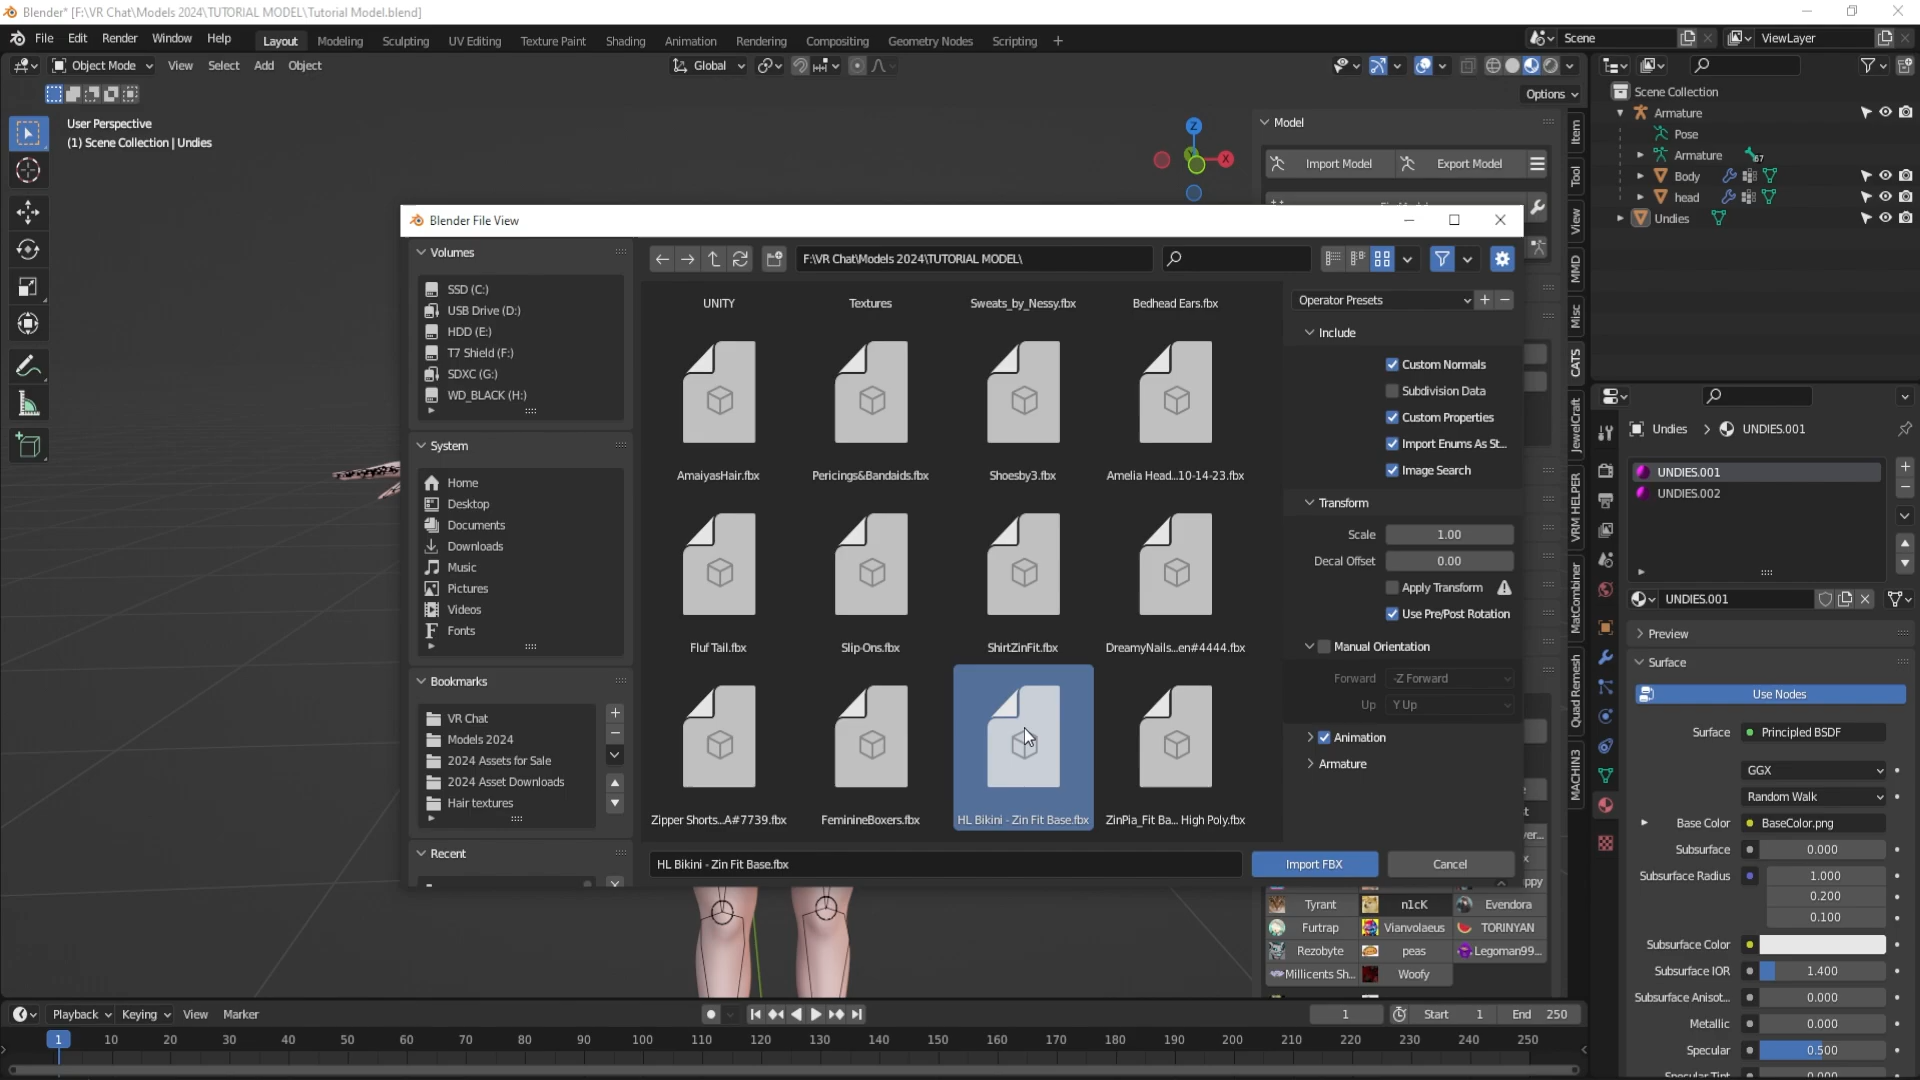 Blender* [F:\VR Chat\Models 2024\TUTORIAL MODEL\Tutorial Model.blend]
File Edit Render Window Help Layout Modeling Sculpting UV Editing Texture Paint Shading Animation Rendering Compositing Geometry Nodes Scripting + Scene ViewLayer
Object Mode View Select Add Object Global
Options
User Perspective
(1) Scene Collection | Undies
Z
X
Model
Import Model Export Model
Item
Tool
View
MMD
Misc
CATS
JewelCraft
VRM HELPER
MatCombiner
Quad Remesh
MACHIN3
Scene Collection
Armature
Pose
Armature 67
Body
head
Undies
Blender File View
Volumes
SSD (C:)
USB Drive (D:)
HDD (E:)
T7 Shield (F:)
SDXC (G:)
WD_BLACK (H:)
System
Home
Desktop
Documents
Downloads
Music
Pictures
Videos
Fonts
Bookmarks
VR Chat
Models 2024
2024 Assets for Sale
2024 Asset Downloads
Hair textures
Recent
F:\VR Chat\Models 2024\TUTORIAL MODEL\
UNITY Textures Sweats_by_Nessy.fbx Bedhead Ears.fbx
AmaiyasHair.fbx Pericings&Bandaids.fbx Shoesby3.fbx Amelia Head...10-14-23.fbx
Fluf Tail.fbx Slip-Ons.fbx ShirtZinFit.fbx DreamyNails...en#4444.fbx
Zipper Shorts...A#7739.fbx FeminineBoxers.fbx HL Bikini - Zin Fit Base.fbx ZinPia_Fit Ba... High Poly.fbx
HL Bikini - Zin Fit Base.fbx Import FBX Cancel
Operator Presets
Include
Custom Normals
Subdivision Data
Custom Properties
Import Enums As St...
Image Search
Transform
Scale 1.00
Decal Offset 0.00
Apply Transform
Use Pre/Post Rotation
Manual Orientation
Forward -Z Forward
Up Y Up
Animation
Armature
Tyrant n1cK Evendora
Furtrap Vianvolaeus TORINYAN
Rezobyte peas Legoman99...
Millicents Sh... Woofy
Undies > UNDIES.001
UNDIES.001
UNDIES.002
UNDIES.001
Preview
Surface
Use Nodes
Surface Principled BSDF
GGX
Random Walk
Base Color BaseColor.png
Subsurface 0.000
Subsurface Radius 1.000
0.200
0.100
Subsurface Color
Subsurface IOR 1.400
Subsurface Anisot... 0.000
Metallic 0.000
Specular 0.500
Specular Tint 0.000
Playback Keying View Marker 1 Start 1 End 250
1 10 20 30 40 50 60 70 80 90 100 110 120 130 140 150 160 170 180 190 200 210 220 230 240 250